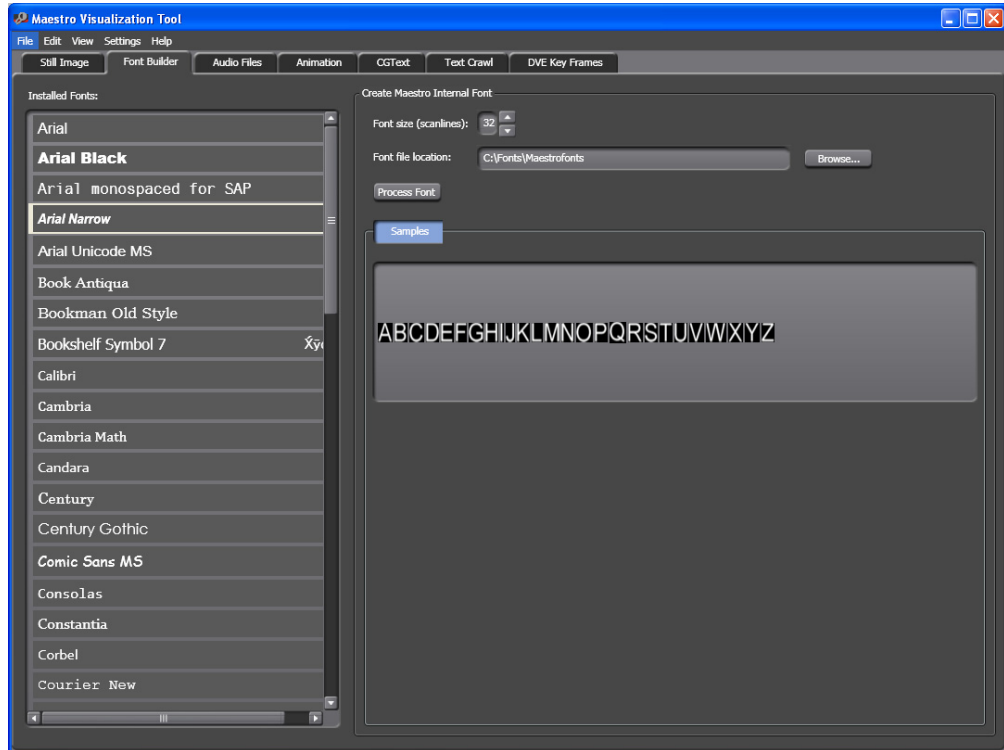 Maestro Visualization Tool
File Edit View Settings Help
Still Image Font Builder Audio Files Animation CGText Text Crawl DVE Key Frames
Installed Fonts:
Arial
Arial Black
Arial monospaced for SAP
Arial Narrow
Arial Unicode MS
Book Antiqua
Bookman Old Style
Bookshelf Symbol 7
Calibri
Cambria
Cambria Math
Candara
Century
Century Gothic
Comic Sans MS
Consolas
Constantia
Corbel
Courier New
Create Maestro Internal Font
Font size (scanlines): 32
Font file location: C:\Fonts\Maestrofonts Browse...
Process Font
Samples
ABCDEFGHIJKLMNOPQRSTUVWXYZ